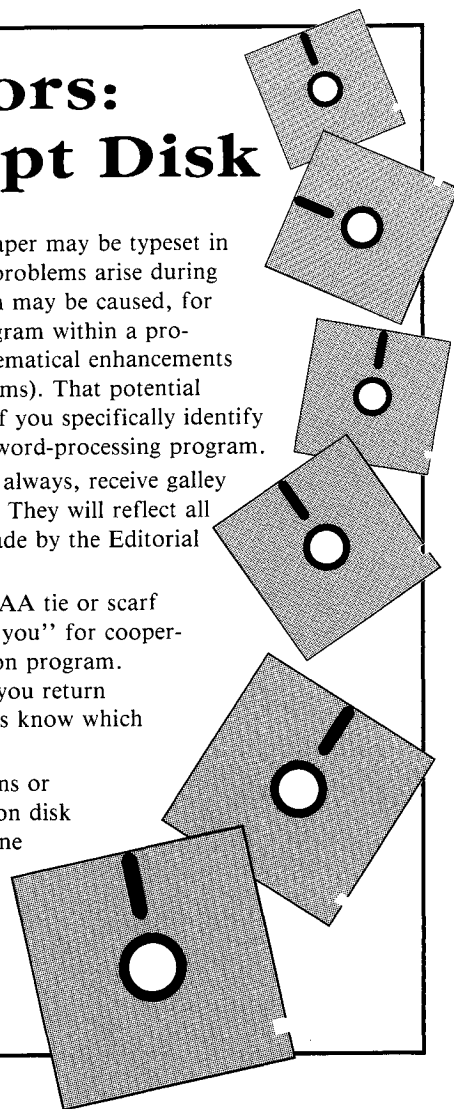 ors:
pt Disk
aper may be typeset in
problems arise during
may be caused, for
gram within a pro-
ematical enhancements
ms). That potential
f you specifically identify
word-processing program.
always, receive galley
They will reflect all
ade by the Editorial
AA tie or scarf
you" for cooper-
on program.
you return
s know which
ns or
on disk
ne